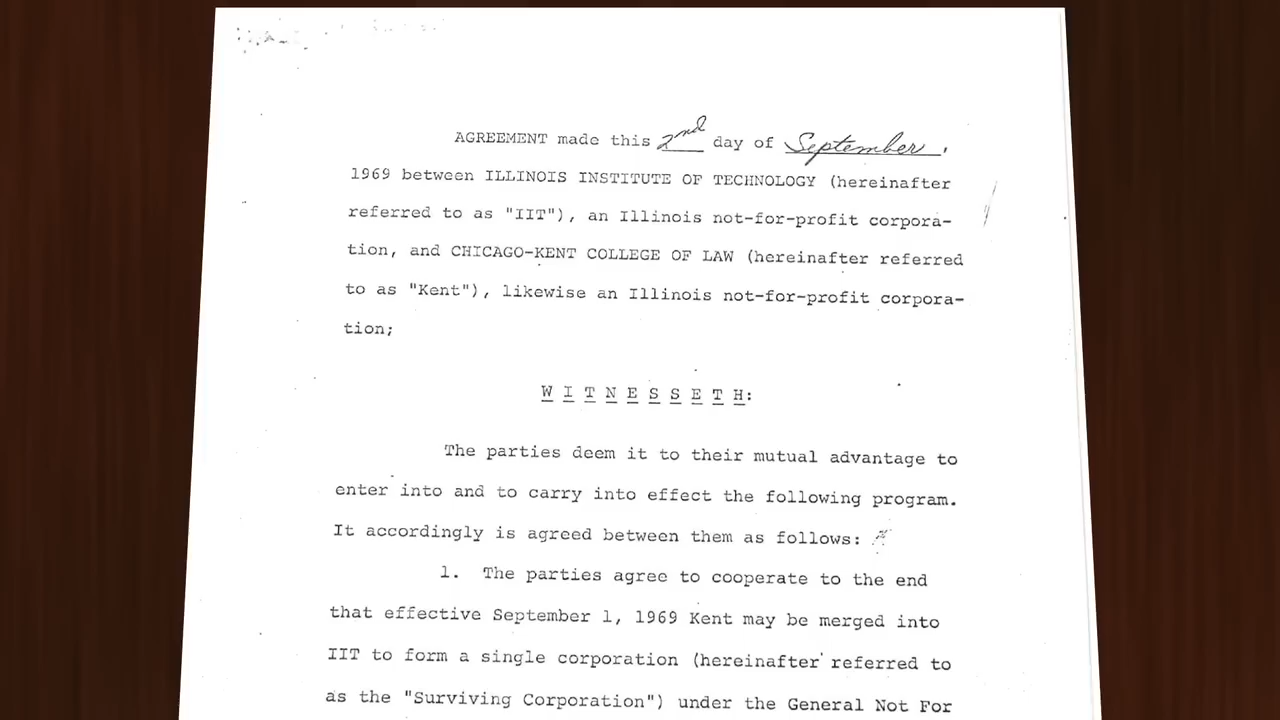 AGREEMENT made this 2nd day of September,
1969 between ILLINOIS INSTITUTE OF TECHNOLOGY (hereinafter
referred to as "IIT"), an Illinois not-for-profit corpora-
tion, and CHICAGO-KENT COLLEGE OF LAW (hereinafter referred
to as "Kent"), likewise an Illinois not-for-profit corpora-
tion;
W I T N E S S E T H:
The parties deem it to their mutual advantage to
enter into and to carry into effect the following program.
It accordingly is agreed between them as follows:
1. The parties agree to cooperate to the end
that effective September 1, 1969 Kent may be merged into
IIT to form a single corporation (hereinafter referred to
as the "Surviving Corporation") under the General Not For